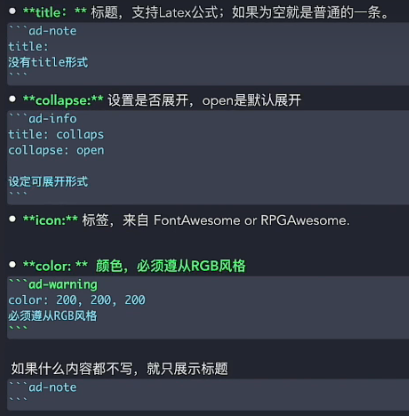 • **title: ** 标题，支持Latex公式；如果为空就是普通的一条。
```ad-note
title:
没有title形式
```
• **collapse:** 设置是否展开，open是默认展开
```ad-info
title: collaps
collapse: open
设定可展开形式
```
• **icon:** 标签，来自 FontAwesome or RPGAwesome.
• **color: ** 颜色，必须遵从RGB风格
```ad-warning
color: 200, 200, 200
必须遵从RGB风格
```
如果什么内容都不写，就只展示标题
```ad-note
```